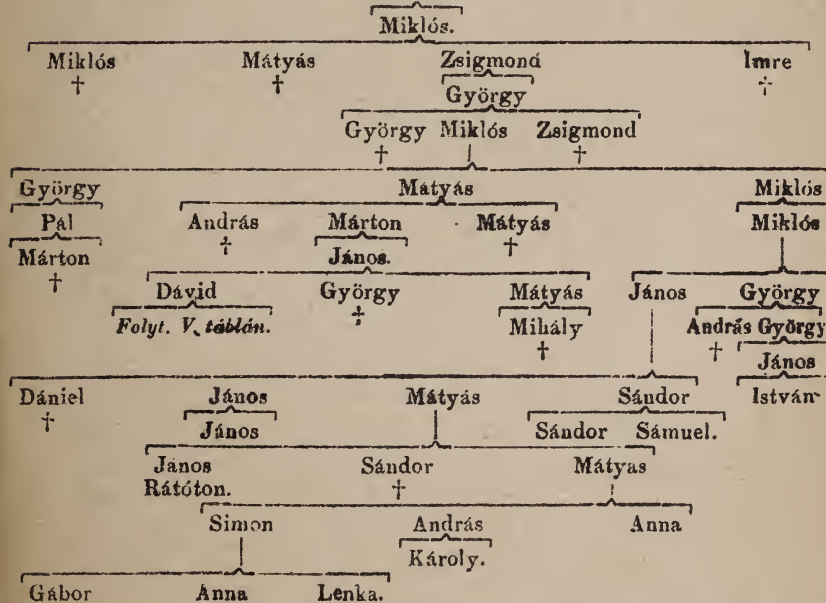 Miklós.
Miklós Mátyás Zsigmond Imre
† † †
György
György Miklós Zsigmond
† †
György Mátyás Miklós
Pál András Márton Mátyás Miklós
† †
Márton János.
†
Dávid György Mátyás János György
Folyt. V. táblán. † Mihály András György
† †
János
Dániel János Mátyás Sándor István
†
János Sándor Sámuel.
János Sándor Mátyas
Rátóton. †
Simon András Anna
Károly.
Gábor Anna Lenka.